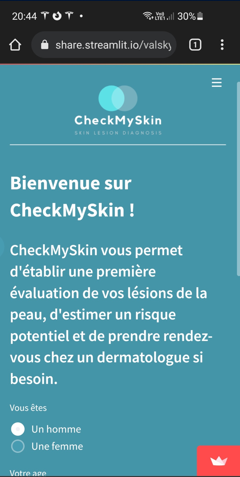 20:44
30%
share.streamlit.io/valsky
1
CheckMySkin
SKIN LESION DIAGNOSIS
Bienvenue sur
CheckMySkin !
CheckMySkin vous permet
d'établir une première
évaluation de vos lésions de la
peau, d'estimer un risque
potentiel et de prendre rendez-
vous chez un dermatologue si
besoin.
Vous êtes
Un homme
Une femme
Votre age